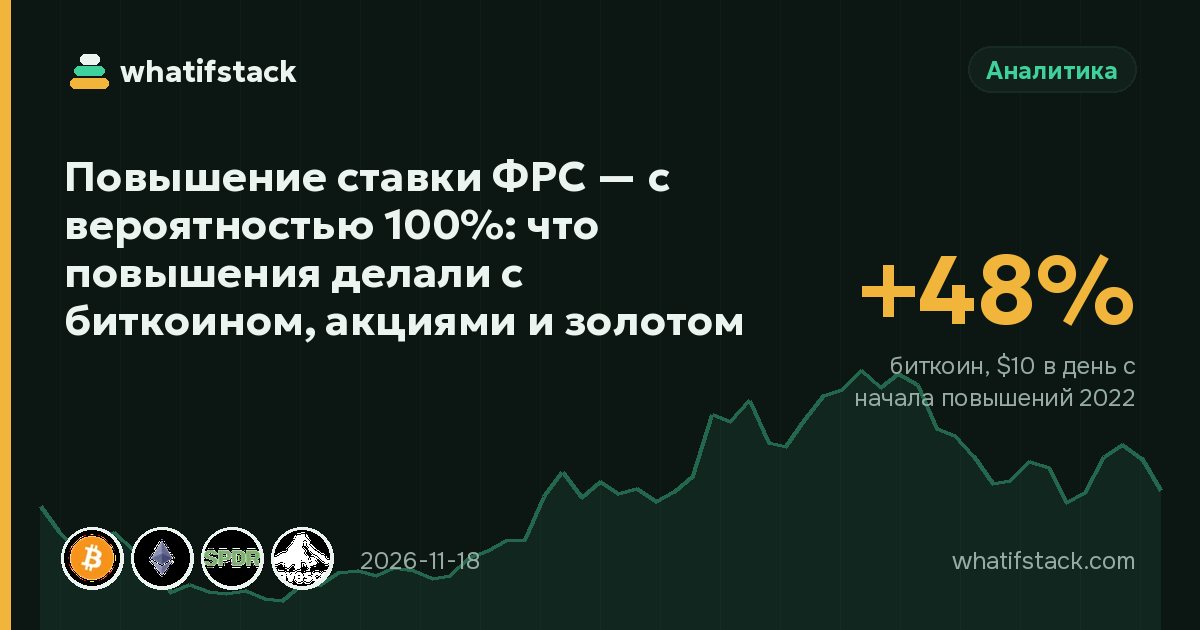 whatifstack
Аналитика
Повышение ставки ФРС — с
вероятностью 100%: что
повышения делали с
биткоином, акциями и золотом
+48%
биткоин, $10 в день с
начала повышений 2022
SPDR
2026-11-18
whatifstack.com